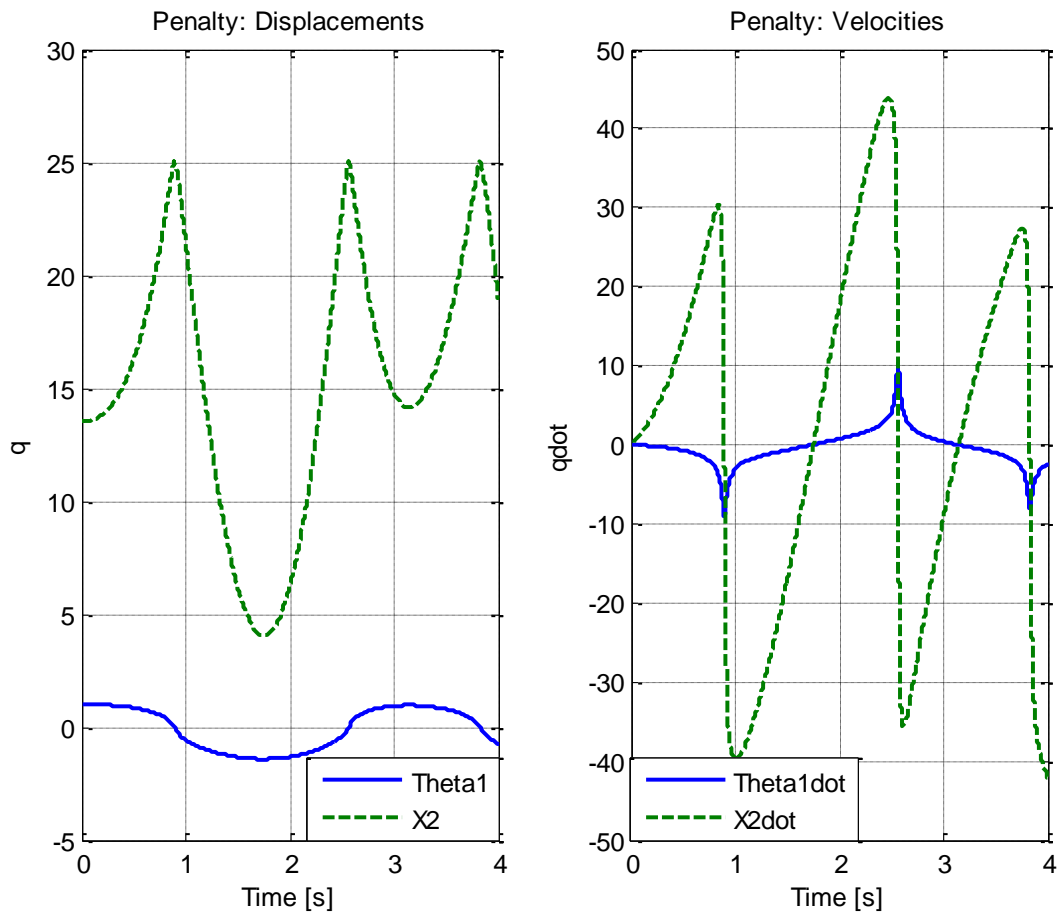 Penalty: Displacements
30
25
20
15
10
5
0
-5
q
0 1 2 3 4
Time [s]
Theta1
X2
Penalty: Velocities
50
40
30
20
10
0
-10
-20
-30
-40
-50
qdot
0 1 2 3 4
Time [s]
Theta1dot
X2dot